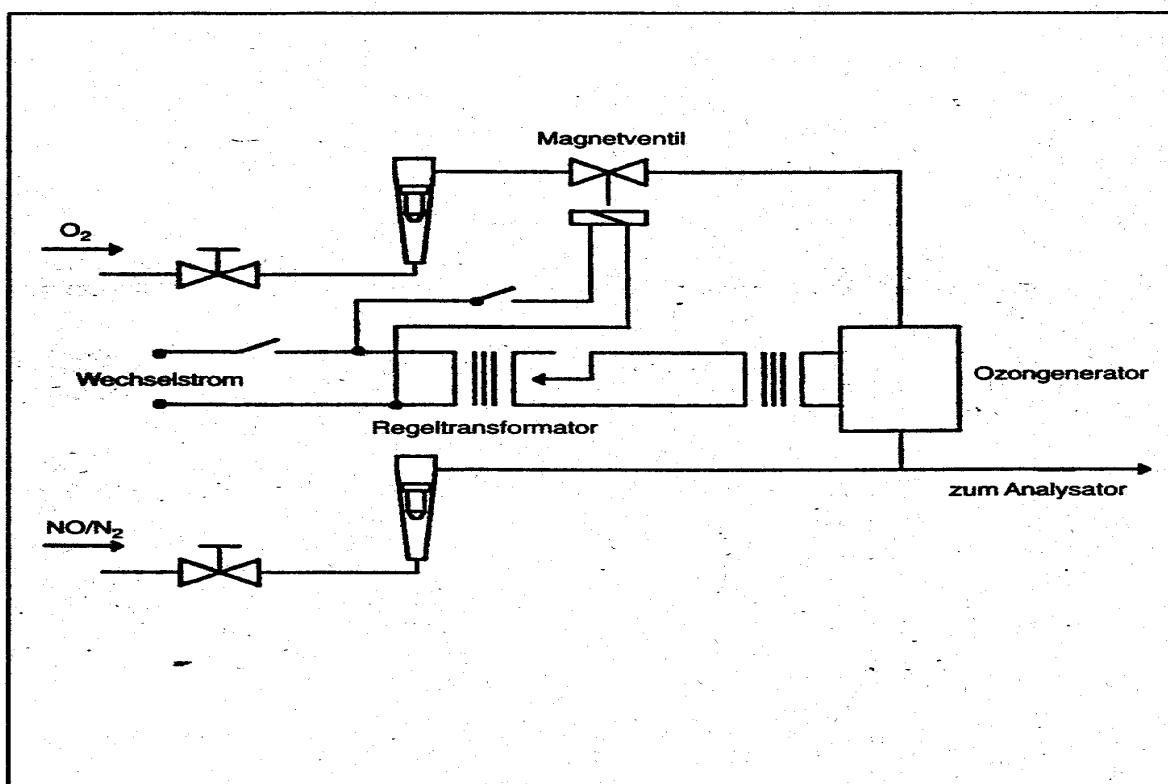 Magnetventil
O₂
Wechselstrom
Ozongenerator
Regeltransformator
zum Analysator
NO/N₂